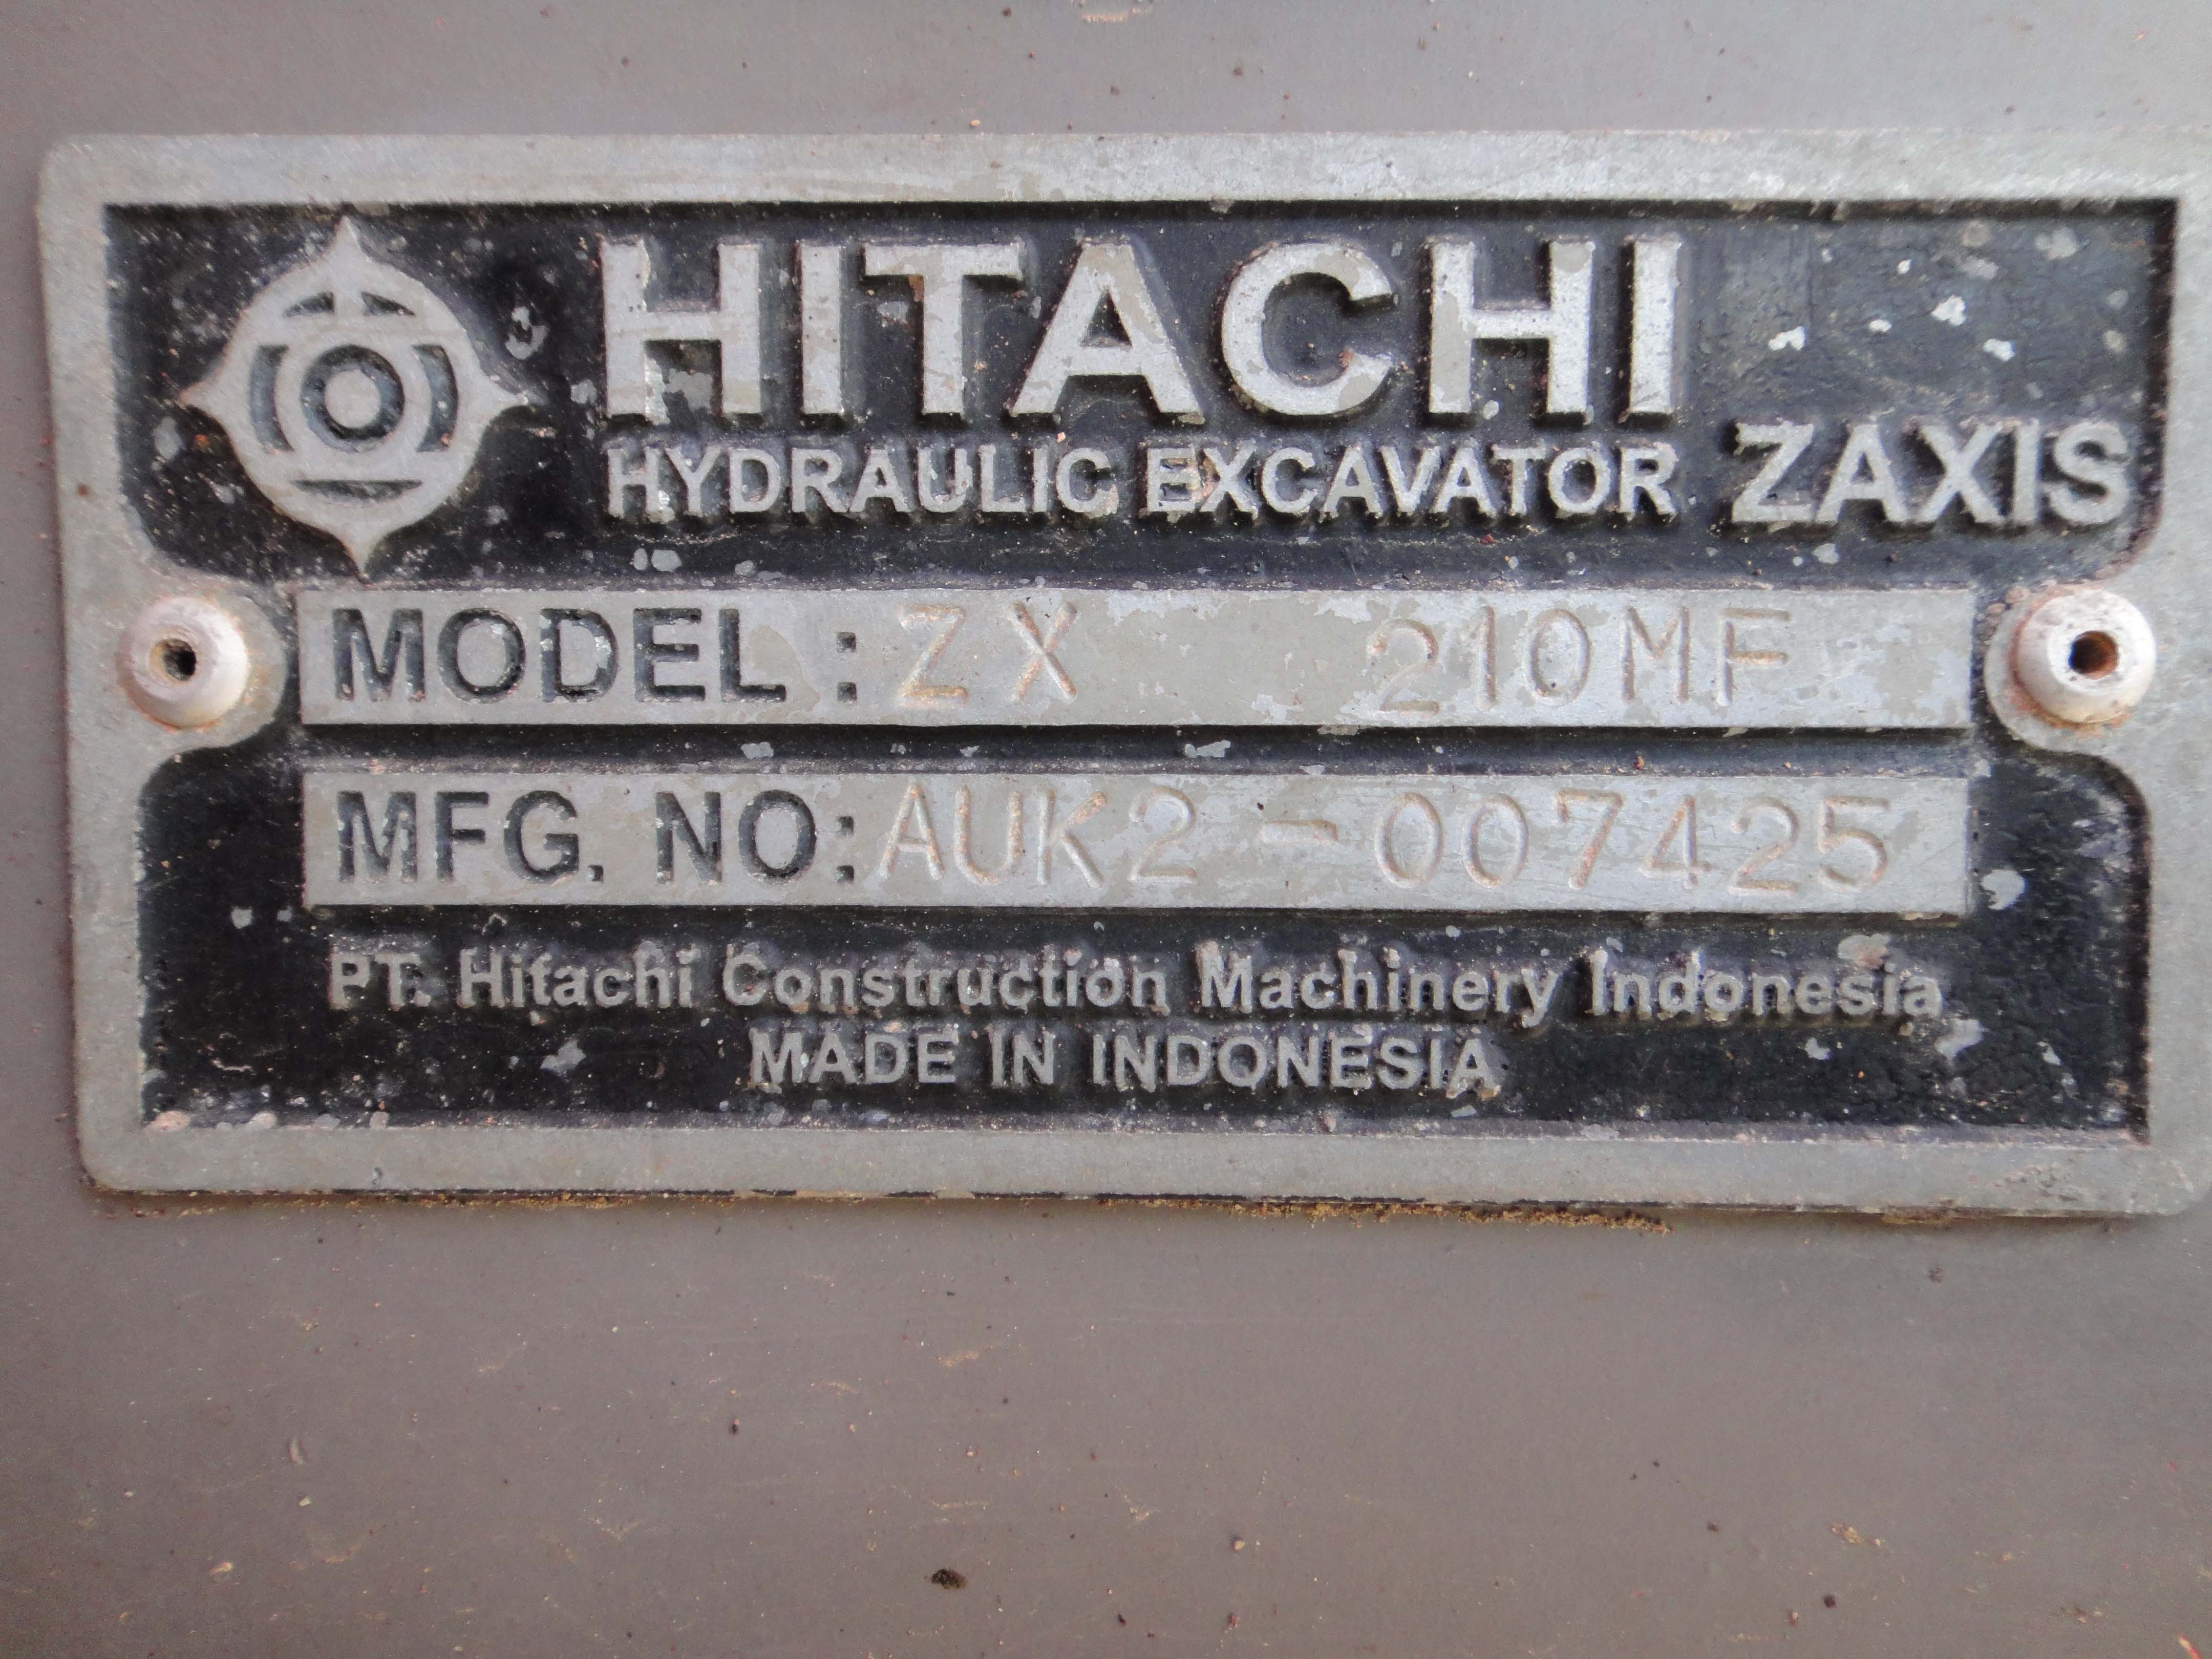 HITACHI
HYDRAULIC EXCAVATOR ZAXIS
MODEL : ZX 210MF
MFG. NO: AUK2-007425
PT. Hitachi Construction Machinery Indonesia
MADE IN INDONESIA